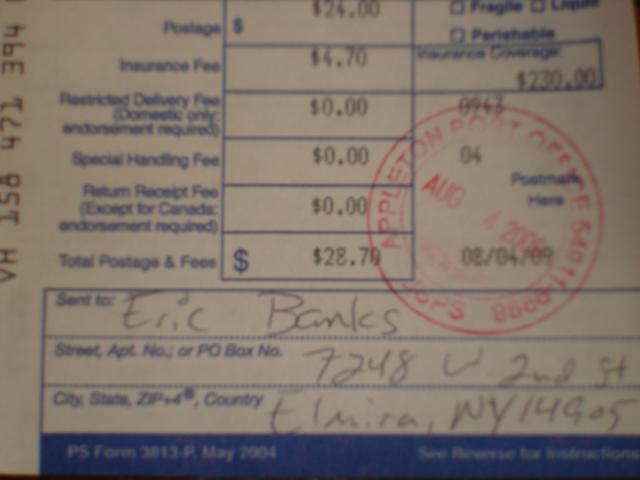 $24.00
Postage $
Fragile Liquid
Perishable
Insurance Fee $4.70
Insurance Coverage:
$230.00
Restricted Delivery Fee
(Domestic only;
endorsement required)
$0.00
0943
Special Handling Fee $0.00
04
Return Receipt Fee
(Except for Canada;
endorsement required)
$0.00
Postmark
Here
Total Postage & Fees $ $28.70
08/04/09
APPLETON POST OFFICE 54911-9998
AUG 4 2009
USPS
Sent to: Eric Banks
Street, Apt. No.; or PO Box No. 7248 W 2nd St
City, State, ZIP+4®, Country Elmira, NY 14905
PS Form 3813-P, May 2004 See Reverse for Instructions
VH 158 471 394